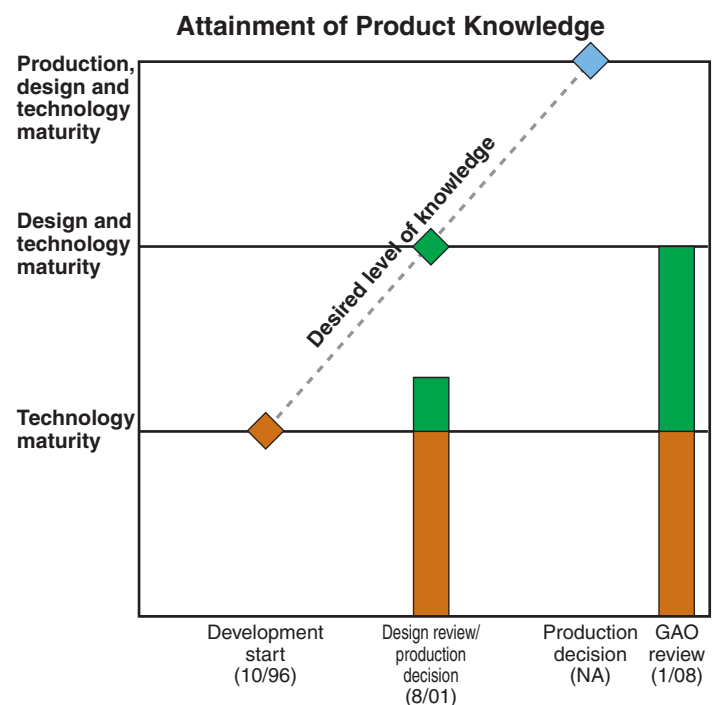 Attainment of Product Knowledge
Production,
design and
technology
maturity
Design and
technology
maturity
Technology
maturity
Desired level of knowledge
Development
start
(10/96)
Design review/
production
decision
(8/01)
Production
decision
(NA)
GAO
review
(1/08)